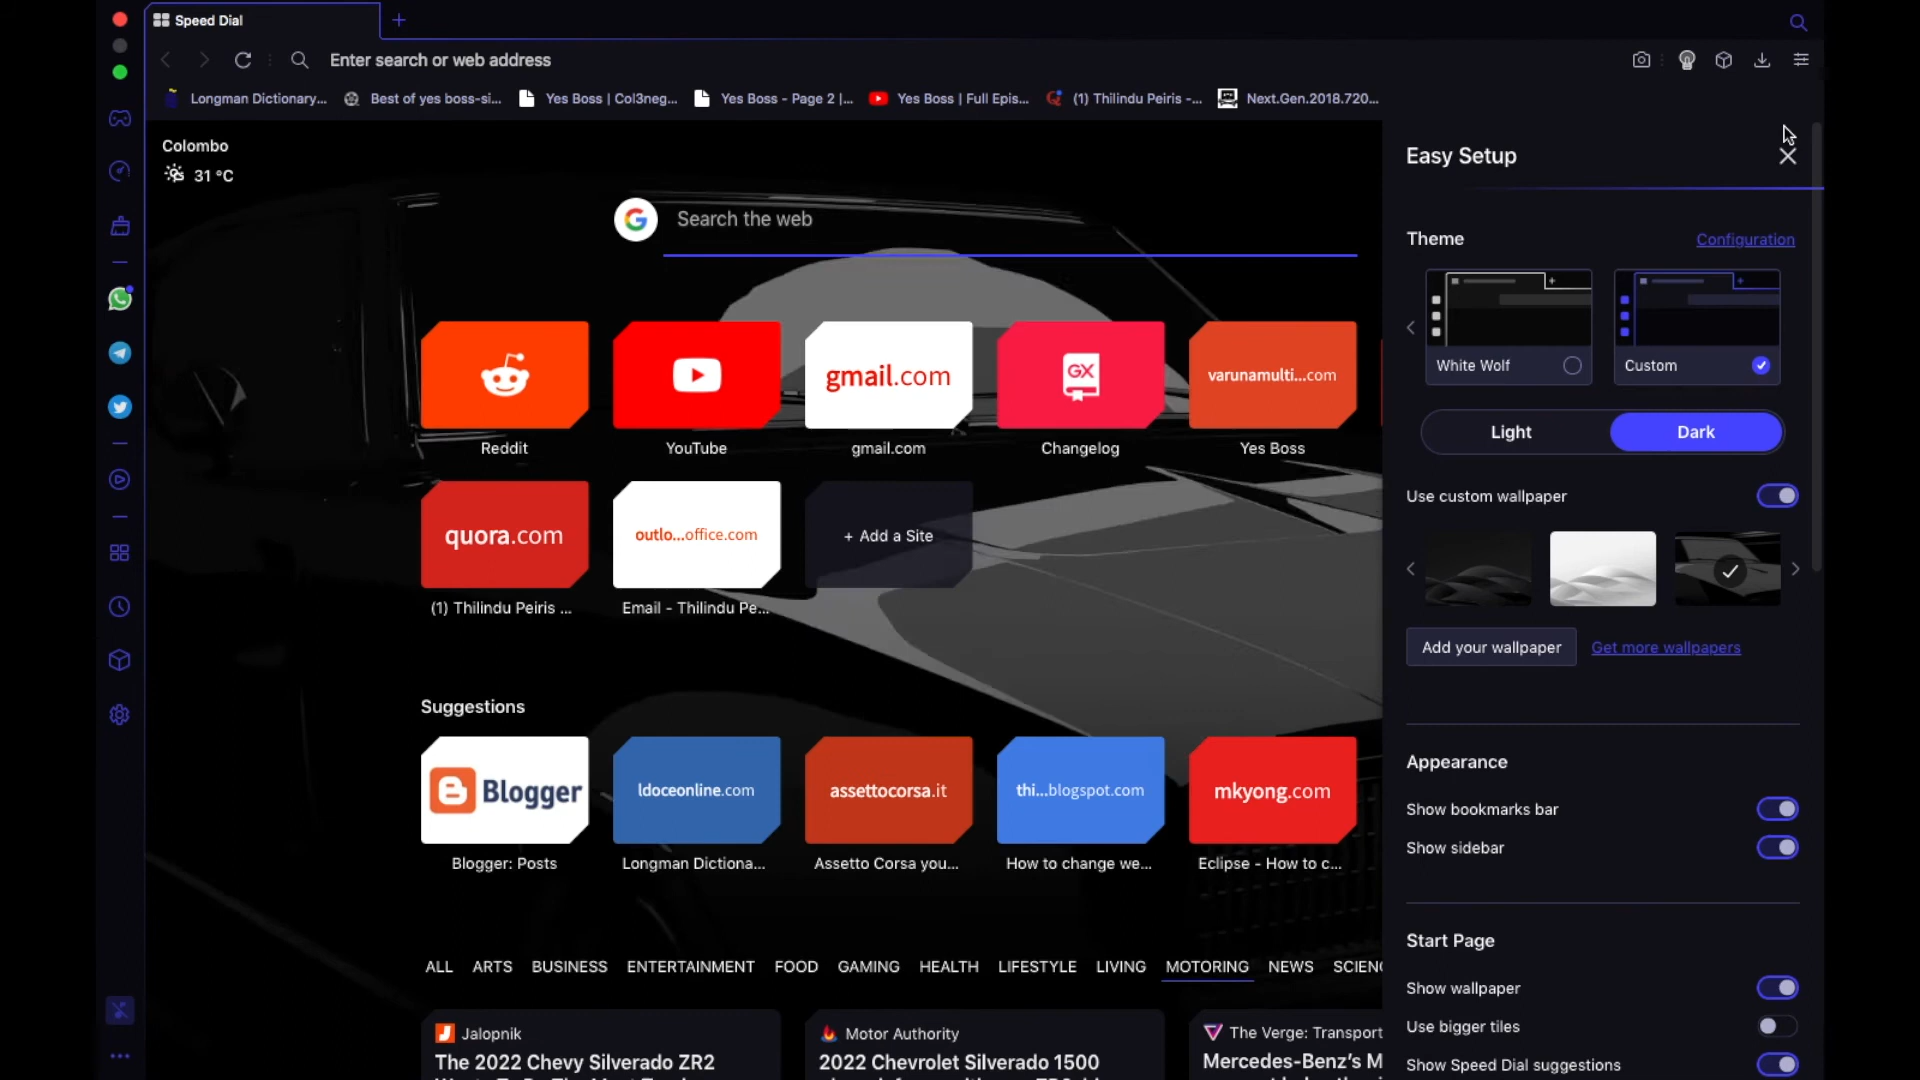 Speed Dial
Enter search or web address
Longman Dictionary...
Best of yes boss-si...
Yes Boss | Col3neg...
Yes Boss - Page 2 |...
Yes Boss | Full Epis...
(1) Thilindu Peiris -...
Next.Gen.2018.720...
Colombo
31 °C
Search the web
gmail.com
GX
varunamulti...com
Reddit
YouTube
gmail.com
Changelog
Yes Boss
quora.com
outlo...office.com
+ Add a Site
(1) Thilindu Peiris ...
Email - Thilindu Pe...
Suggestions
Blogger
ldoceonline.com
assettocorsa.it
thi...blogspot.com
mkyong.com
Blogger: Posts
Longman Dictiona...
Assetto Corsa you...
How to change we...
Eclipse - How to c...
ALL ARTS BUSINESS ENTERTAINMENT FOOD GAMING HEALTH LIFESTYLE LIVING MOTORING NEWS SCIENC
Jalopnik
The 2022 Chevy Silverado ZR2
Motor Authority
2022 Chevrolet Silverado 1500
The Verge: Transport
Mercedes-Benz's M
Easy Setup
Theme
Configuration
White Wolf
Custom
Light
Dark
Use custom wallpaper
Add your wallpaper
Get more wallpapers
Appearance
Show bookmarks bar
Show sidebar
Start Page
Show wallpaper
Use bigger tiles
Show Speed Dial suggestions